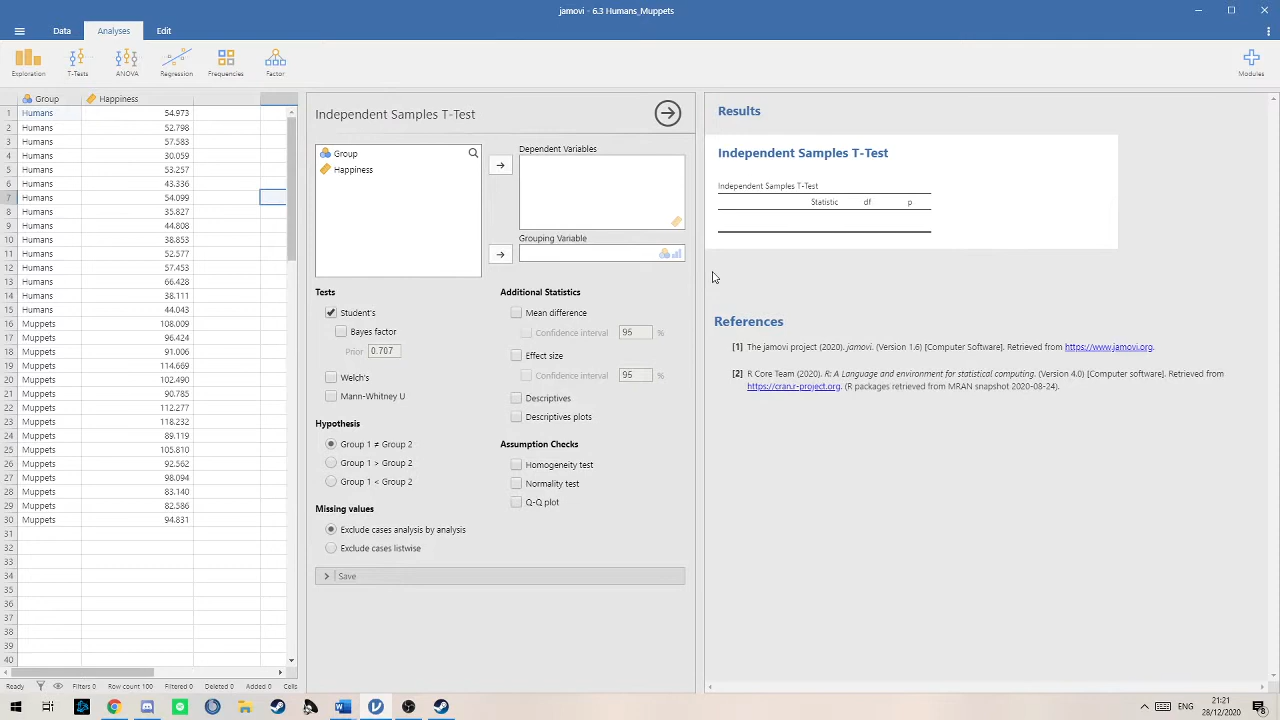 jamovi - 6.3 Humans_Muppets
Data Analyses Edit
Exploration T-Tests ANOVA Regression Frequencies Factor Modules
Group Happiness
1 Humans 54.973
2 Humans 52.798
3 Humans 57.583
4 Humans 30.059
5 Humans 53.257
6 Humans 43.336
7 Humans 54.099
8 Humans 35.827
9 Humans 44.808
10 Humans 38.853
11 Humans 52.577
12 Humans 57.453
13 Humans 66.428
14 Humans 38.111
15 Humans 44.043
16 Muppets 108.009
17 Muppets 96.424
18 Muppets 91.006
19 Muppets 114.669
20 Muppets 102.490
21 Muppets 90.785
22 Muppets 112.277
23 Muppets 118.232
24 Muppets 89.119
25 Muppets 105.810
26 Muppets 92.562
27 Muppets 98.094
28 Muppets 83.140
29 Muppets 82.586
30 Muppets 94.831
31
32
33
34
35
36
37
38
39
40
Ready Filters 0 Row count 100 Filtered 0 Deleted 0 Added 0 Cells
Independent Samples T-Test
Group
Happiness
Dependent Variables
Grouping Variable
Tests
Student's
Bayes factor
Prior 0.707
Welch's
Mann-Whitney U
Hypothesis
Group 1 ≠ Group 2
Group 1 > Group 2
Group 1 < Group 2
Missing values
Exclude cases analysis by analysis
Exclude cases listwise
Additional Statistics
Mean difference
Confidence interval 95 %
Effect size
Confidence interval 95 %
Descriptives
Descriptives plots
Assumption Checks
Homogeneity test
Normality test
Q-Q plot
Save
Results
Independent Samples T-Test
Independent Samples T-Test
Statistic df p
References
[1] The jamovi project (2020). jamovi. (Version 1.6) [Computer Software]. Retrieved from https://www.jamovi.org.
[2] R Core Team (2020). R: A Language and environment for statistical computing. (Version 4.0) [Computer software]. Retrieved from
https://cran.r-project.org. (R packages retrieved from MRAN snapshot 2020-08-24).
ENG
21:21
28/12/2020
8